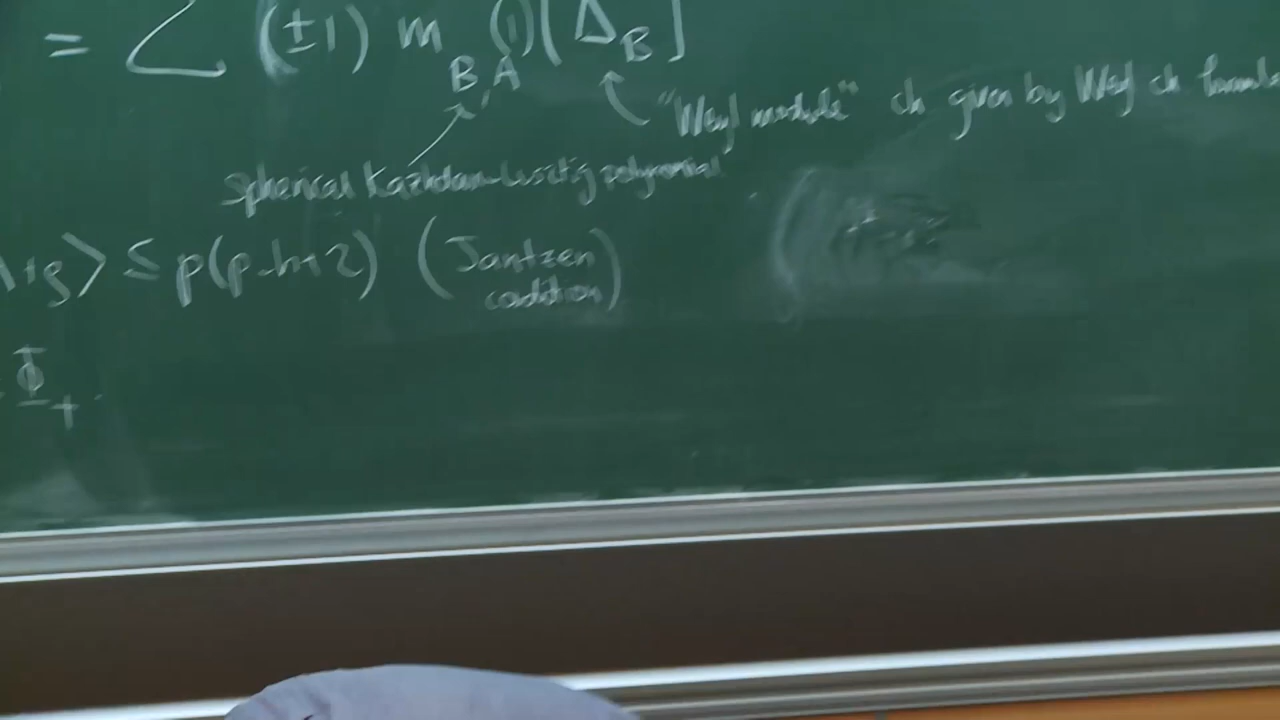 = ∑ (±1) m_{B,A}(1)[Δ_B]
"Weyl module" ch given by Weyl ch formula
spherical Kazhdan-Lusztig polynomial
λ+ρ⟩ ≤ p(p-h+2) (Jantzen
condition)
Φ_+.